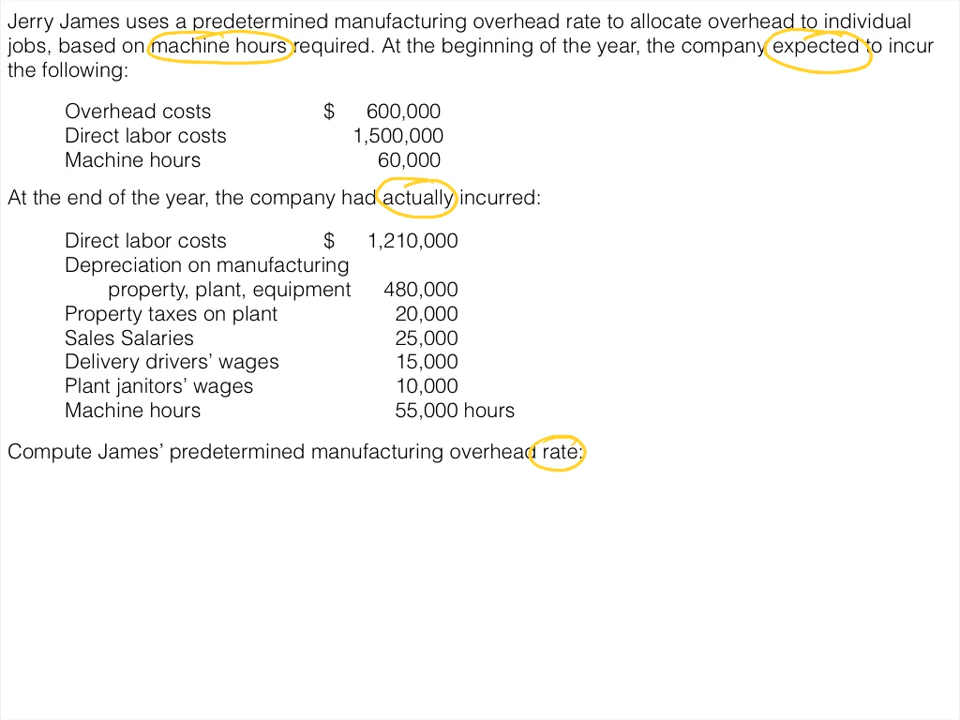 Jerry James uses a predetermined manufacturing overhead rate to allocate overhead to individual
jobs, based on machine hours required. At the beginning of the year, the company expected to incur
the following:
Overhead costs $ 600,000
Direct labor costs 1,500,000
Machine hours 60,000
At the end of the year, the company had actually incurred:
Direct labor costs $ 1,210,000
Depreciation on manufacturing
property, plant, equipment 480,000
Property taxes on plant 20,000
Sales Salaries 25,000
Delivery drivers’ wages 15,000
Plant janitors’ wages 10,000
Machine hours 55,000 hours
Compute James’ predetermined manufacturing overhead rate: